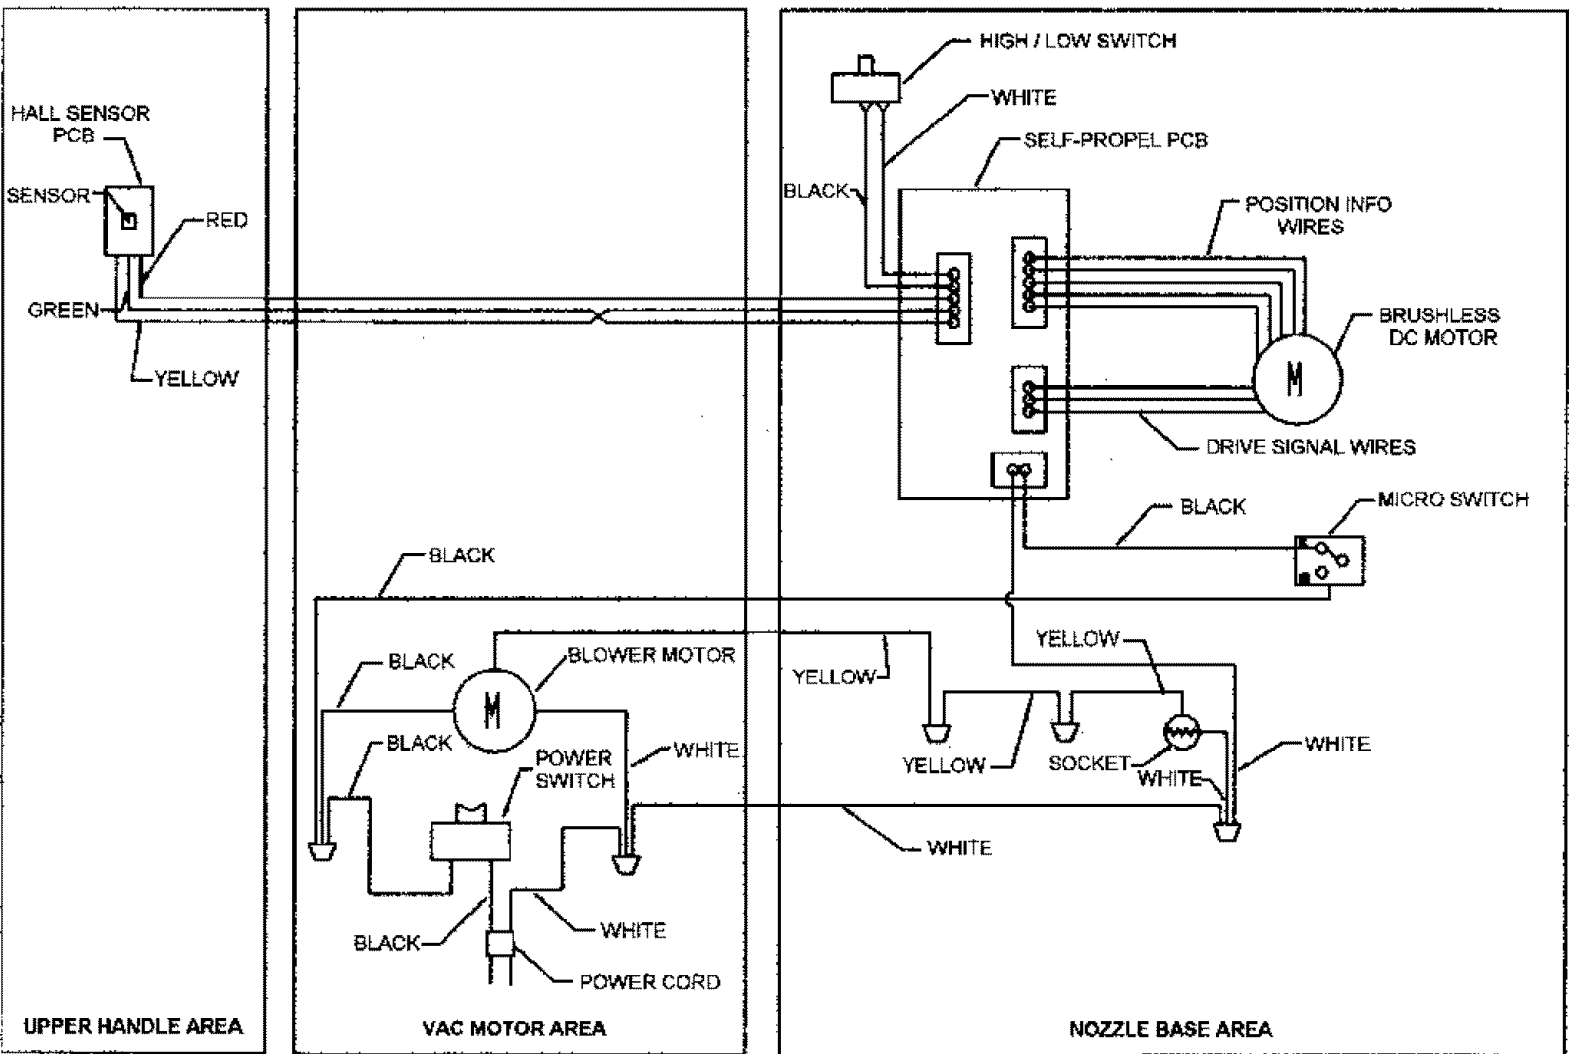 HIGH / LOW SWITCH
WHITE
HALL SENSOR
PCB
SELF-PROPEL PCB
SENSOR
BLACK
RED
POSITION INFO
WIRES
GREEN
BRUSHLESS
DC MOTOR
YELLOW
M
DRIVE SIGNAL WIRES
MICRO SWITCH
BLACK
BLACK
YELLOW
BLACK
BLOWER MOTOR
YELLOW
M
BLACK
WHITE
WHITE
POWER
SWITCH
YELLOW
SOCKET
WHITE
WHITE
BLACK
WHITE
POWER CORD
UPPER HANDLE AREA
VAC MOTOR AREA
NOZZLE BASE AREA